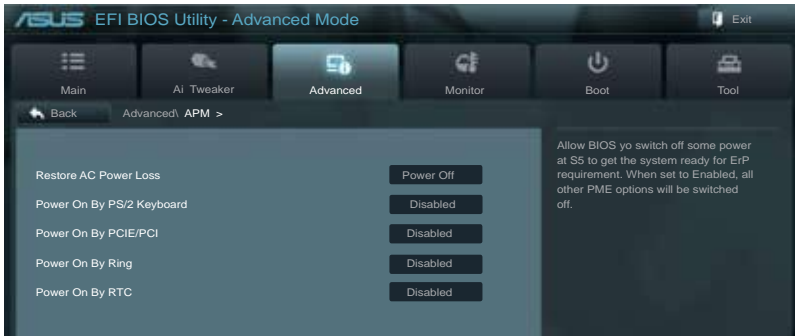 ASUS EFI BIOS Utility - Advanced Mode
Exit
Main
Ai Tweaker
Advanced
Monitor
Boot
Tool
Back
Advanced\ APM >
Restore AC Power Loss
Power Off
Power On By PS/2 Keyboard
Disabled
Power On By PCIE/PCI
Disabled
Power On By Ring
Disabled
Power On By RTC
Disabled
Allow BIOS yo switch off some power
at S5 to get the system ready for ErP
requirement. When set to Enabled, all
other PME options will be switched
off.